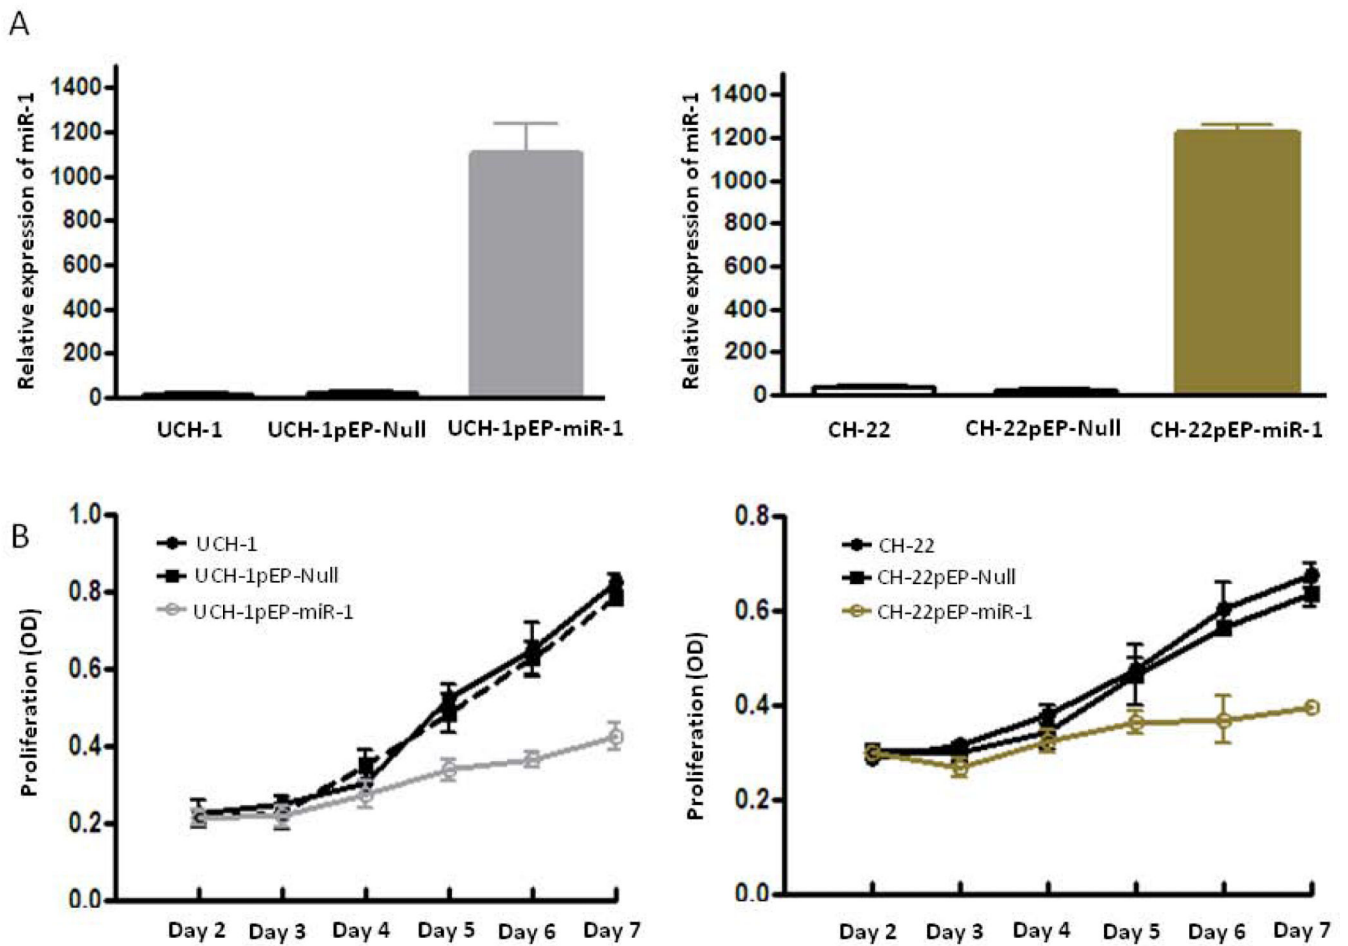 A
Relative expression of miR-1
1400
1200
1000
800
600
400
200
0
UCH-1 UCH-1pEP-Null UCH-1pEP-miR-1
Relative expression of miR-1
1400
1200
1000
800
600
400
200
0
CH-22 CH-22pEP-Null CH-22pEP-miR-1
B
Proliferation (OD)
1.0
0.8
0.6
0.4
0.2
0.0
UCH-1
UCH-1pEP-Null
UCH-1pEP-miR-1
Day 2 Day 3 Day 4 Day 5 Day 6 Day 7
Proliferation (OD)
0.8
0.6
0.4
0.2
0.0
CH-22
CH-22pEP-Null
CH-22pEP-miR-1
Day 2 Day 3 Day 4 Day 5 Day 6 Day 7